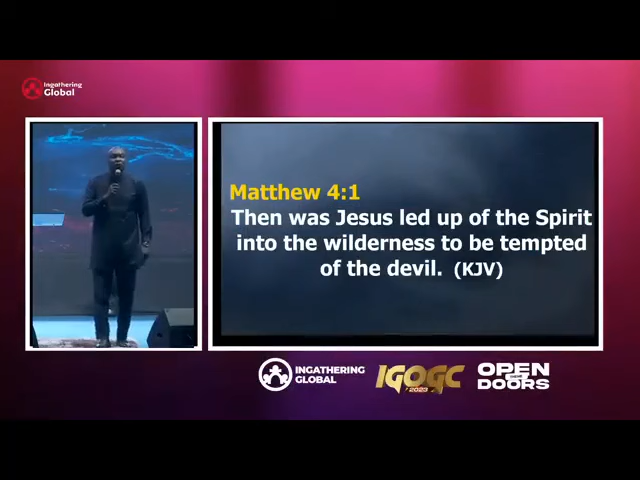 Ingathering
Global
Matthew 4:1
Then was Jesus led up of the Spirit
into the wilderness to be tempted
of the devil. (KJV)
INGATHERING
GLOBAL
IGOGC
2023
OPEN
DOORS